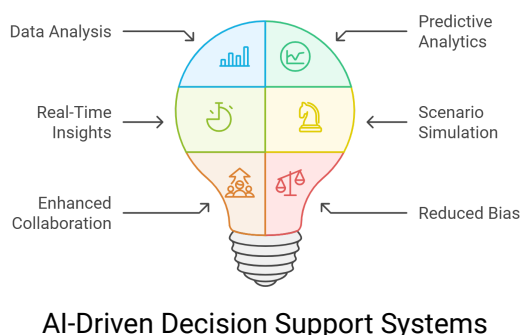 Data Analysis
Predictive
Analytics
Real-Time
Insights
Scenario
Simulation
Enhanced
Collaboration
Reduced Bias
AI-Driven Decision Support Systems